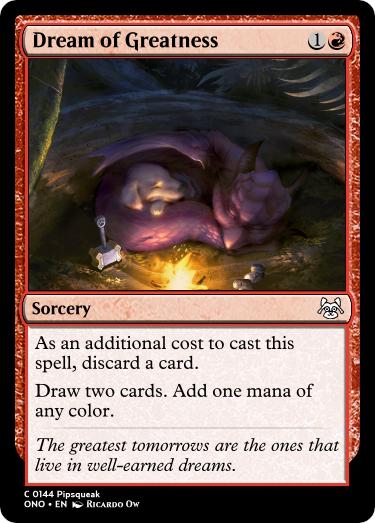 Dream of Greatness 1
Sorcery
As an additional cost to cast this
spell, discard a card.
Draw two cards. Add one mana of
any color.
The greatest tomorrows are the ones that
live in well-earned dreams.
C 0144 Pipsqueak
ONO • EN Ricardo Ow